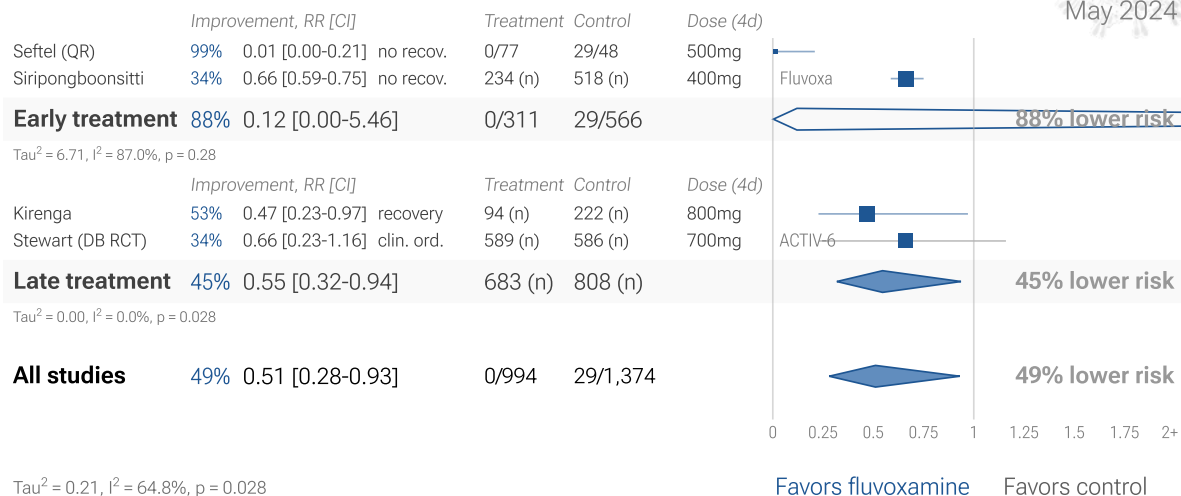 May 2024
Improvement, RR [CI] Treatment Control Dose (4d)
Seftel (QR) 99% 0.01 [0.00-0.21] no recov. 0/77 29/48 500mg
Siripongboonsitti 34% 0.66 [0.59-0.75] no recov. 234 (n) 518 (n) 400mg Fluvoxa
Early treatment 88% 0.12 [0.00-5.46] 0/311 29/566 88% lower risk
Tau² = 6.71, I² = 87.0%, p = 0.28
Improvement, RR [CI] Treatment Control Dose (4d)
Kirenga 53% 0.47 [0.23-0.97] recovery 94 (n) 222 (n) 800mg
Stewart (DB RCT) 34% 0.66 [0.23-1.16] clin. ord. 589 (n) 586 (n) 700mg ACTIV-6
Late treatment 45% 0.55 [0.32-0.94] 683 (n) 808 (n) 45% lower risk
Tau² = 0.00, I² = 0.0%, p = 0.028
All studies 49% 0.51 [0.28-0.93] 0/994 29/1,374 49% lower risk
0 0.25 0.5 0.75 1 1.25 1.5 1.75 2+
Tau² = 0.21, I² = 64.8%, p = 0.028 Favors fluvoxamine Favors control